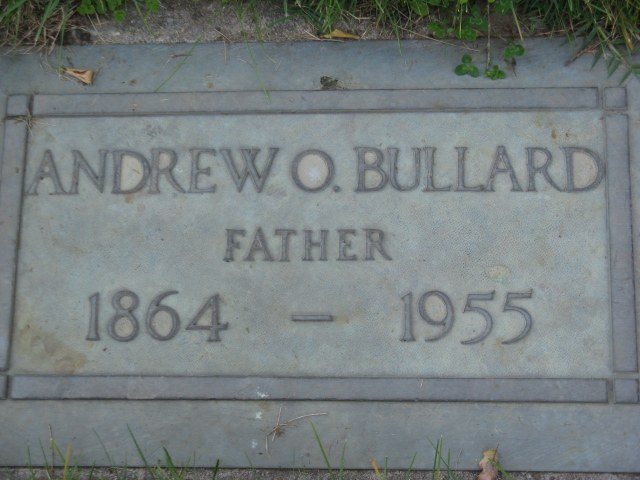 ANDREW O. BULLARD
FATHER
1864 — 1955